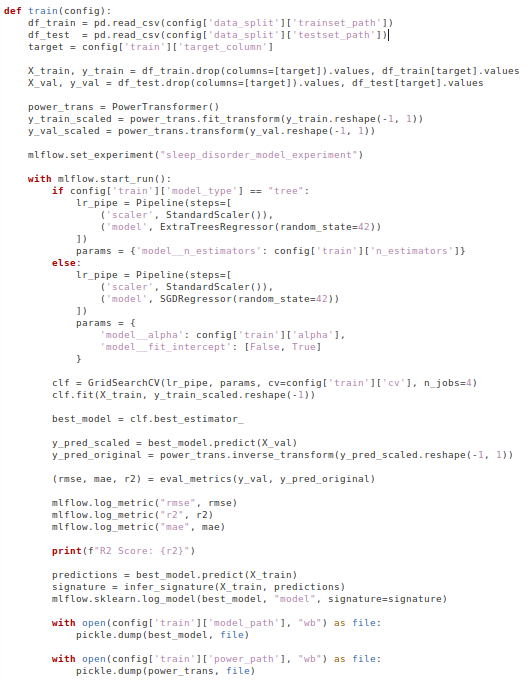 def train(config):
    df_train = pd.read_csv(config['data_split']['trainset_path'])
    df_test  = pd.read_csv(config['data_split']['testset_path'])
    target = config['train']['target_column']

    X_train, y_train = df_train.drop(columns=[target]).values, df_train[target].values
    X_val, y_val = df_test.drop(columns=[target]).values, df_test[target].values

    power_trans = PowerTransformer()
    y_train_scaled = power_trans.fit_transform(y_train.reshape(-1, 1))
    y_val_scaled = power_trans.transform(y_val.reshape(-1, 1))

    mlflow.set_experiment("sleep_disorder_model_experiment")

    with mlflow.start_run():
        if config['train']['model_type'] == "tree":
            lr_pipe = Pipeline(steps=[
                ('scaler', StandardScaler()),
                ('model', ExtraTreesRegressor(random_state=42))
            ])
            params = {'model__n_estimators': config['train']['n_estimators']}
        else:
            lr_pipe = Pipeline(steps=[
                ('scaler', StandardScaler()),
                ('model', SGDRegressor(random_state=42))
            ])
            params = {
                'model__alpha': config['train']['alpha'],
                'model__fit_intercept': [False, True]
            }

        clf = GridSearchCV(lr_pipe, params, cv=config['train']['cv'], n_jobs=4)
        clf.fit(X_train, y_train_scaled.reshape(-1))

        best_model = clf.best_estimator_

        y_pred_scaled = best_model.predict(X_val)
        y_pred_original = power_trans.inverse_transform(y_pred_scaled.reshape(-1, 1))

        (rmse, mae, r2) = eval_metrics(y_val, y_pred_original)

        mlflow.log_metric("rmse", rmse)
        mlflow.log_metric("r2", r2)
        mlflow.log_metric("mae", mae)

        print(f"R2 Score: {r2}")

        predictions = best_model.predict(X_train)
        signature = infer_signature(X_train, predictions)
        mlflow.sklearn.log_model(best_model, "model", signature=signature)

        with open(config['train']['model_path'], "wb") as file:
            pickle.dump(best_model, file)

        with open(config['train']['power_path'], "wb") as file:
            pickle.dump(power_trans, file)